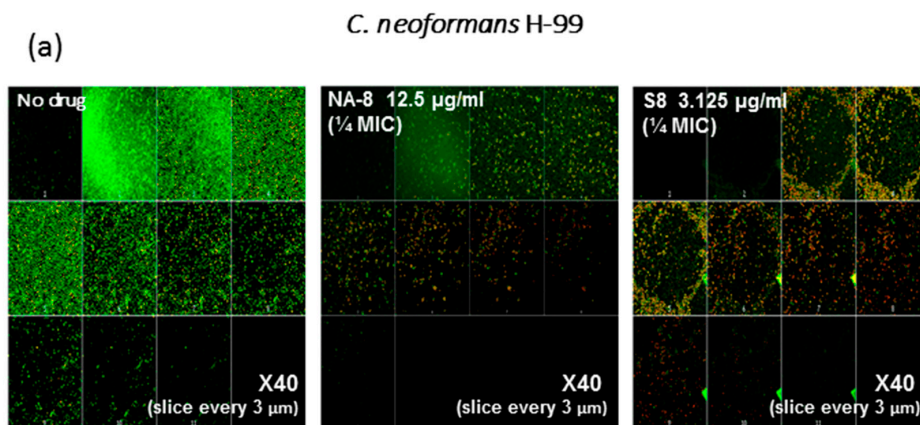 C. neoformans H-99
(a)
No drug
X40
(slice every 3 µm)
NA-8 12.5 µg/ml
(¼ MIC)
X40
(slice every 3 µm)
S8 3.125 µg/ml
(¼ MIC)
X40
(slice every 3 µm)